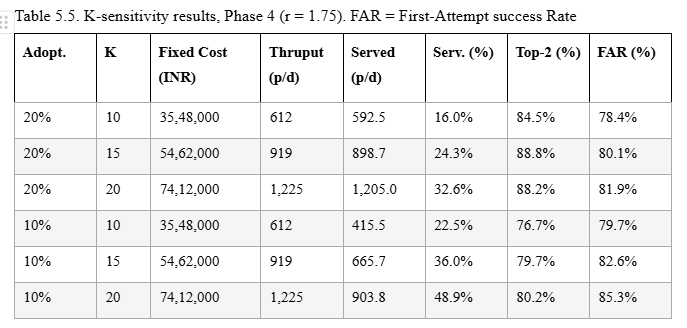 Table 5.5. K-sensitivity results, Phase 4 (r = 1.75). FAR = First-Attempt success Rate
Adopt. K Fixed Cost (INR) Thruput (p/d) Served (p/d) Serv. (%) Top-2 (%) FAR (%)
20% 10 35,48,000 612 592.5 16.0% 84.5% 78.4%
20% 15 54,62,000 919 898.7 24.3% 88.8% 80.1%
20% 20 74,12,000 1,225 1,205.0 32.6% 88.2% 81.9%
10% 10 35,48,000 612 415.5 22.5% 76.7% 79.7%
10% 15 54,62,000 919 665.7 36.0% 79.7% 82.6%
10% 20 74,12,000 1,225 903.8 48.9% 80.2% 85.3%